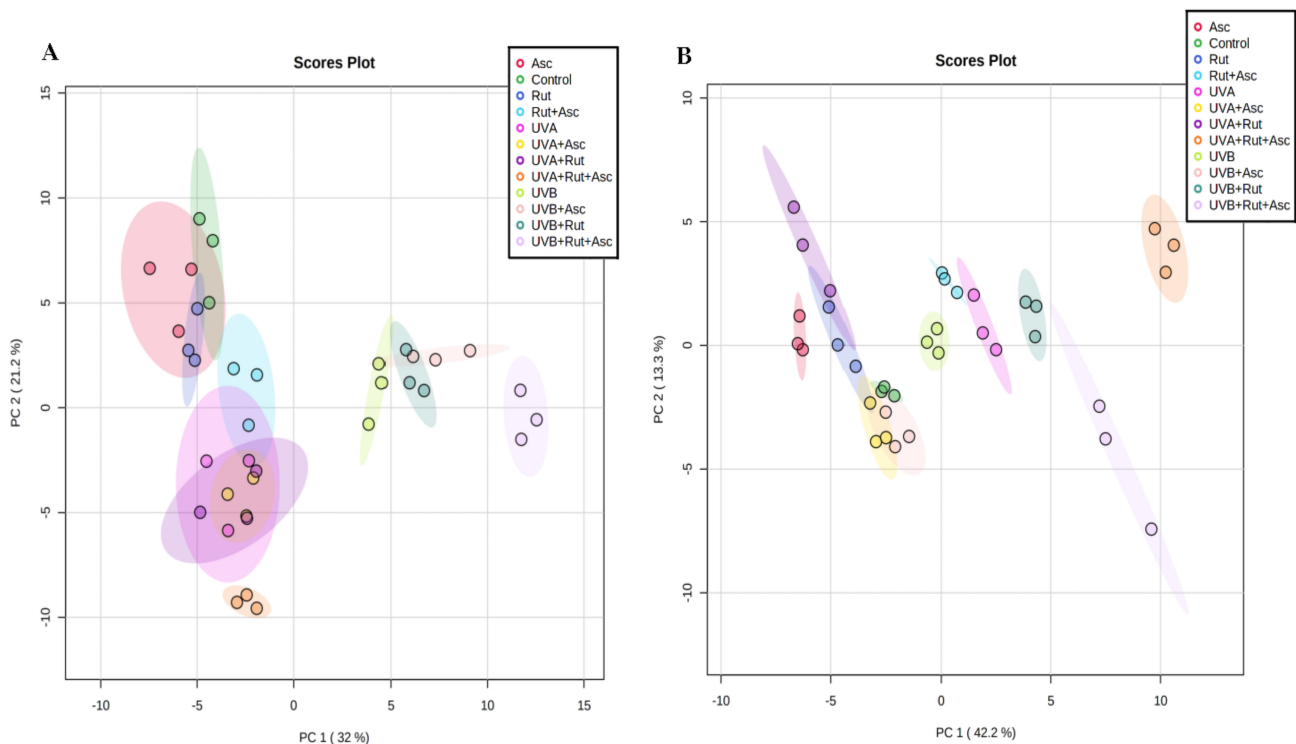 A
Scores Plot
Asc
Control
Rut
Rut+Asc
UVA
UVA+Asc
UVA+Rut
UVA+Rut+Asc
UVB
UVB+Asc
UVB+Rut
UVB+Rut+Asc
15
10
5
0
-5
-10
PC 2 ( 21.2 %)
-10
-5
0
5
10
15
PC 1 ( 32 %)
B
Scores Plot
Asc
Control
Rut
Rut+Asc
UVA
UVA+Asc
UVA+Rut
UVA+Rut+Asc
UVB
UVB+Asc
UVB+Rut
UVB+Rut+Asc
10
5
0
-5
-10
PC 2 ( 13.3 %)
-10
-5
0
5
10
PC 1 ( 42.2 %)